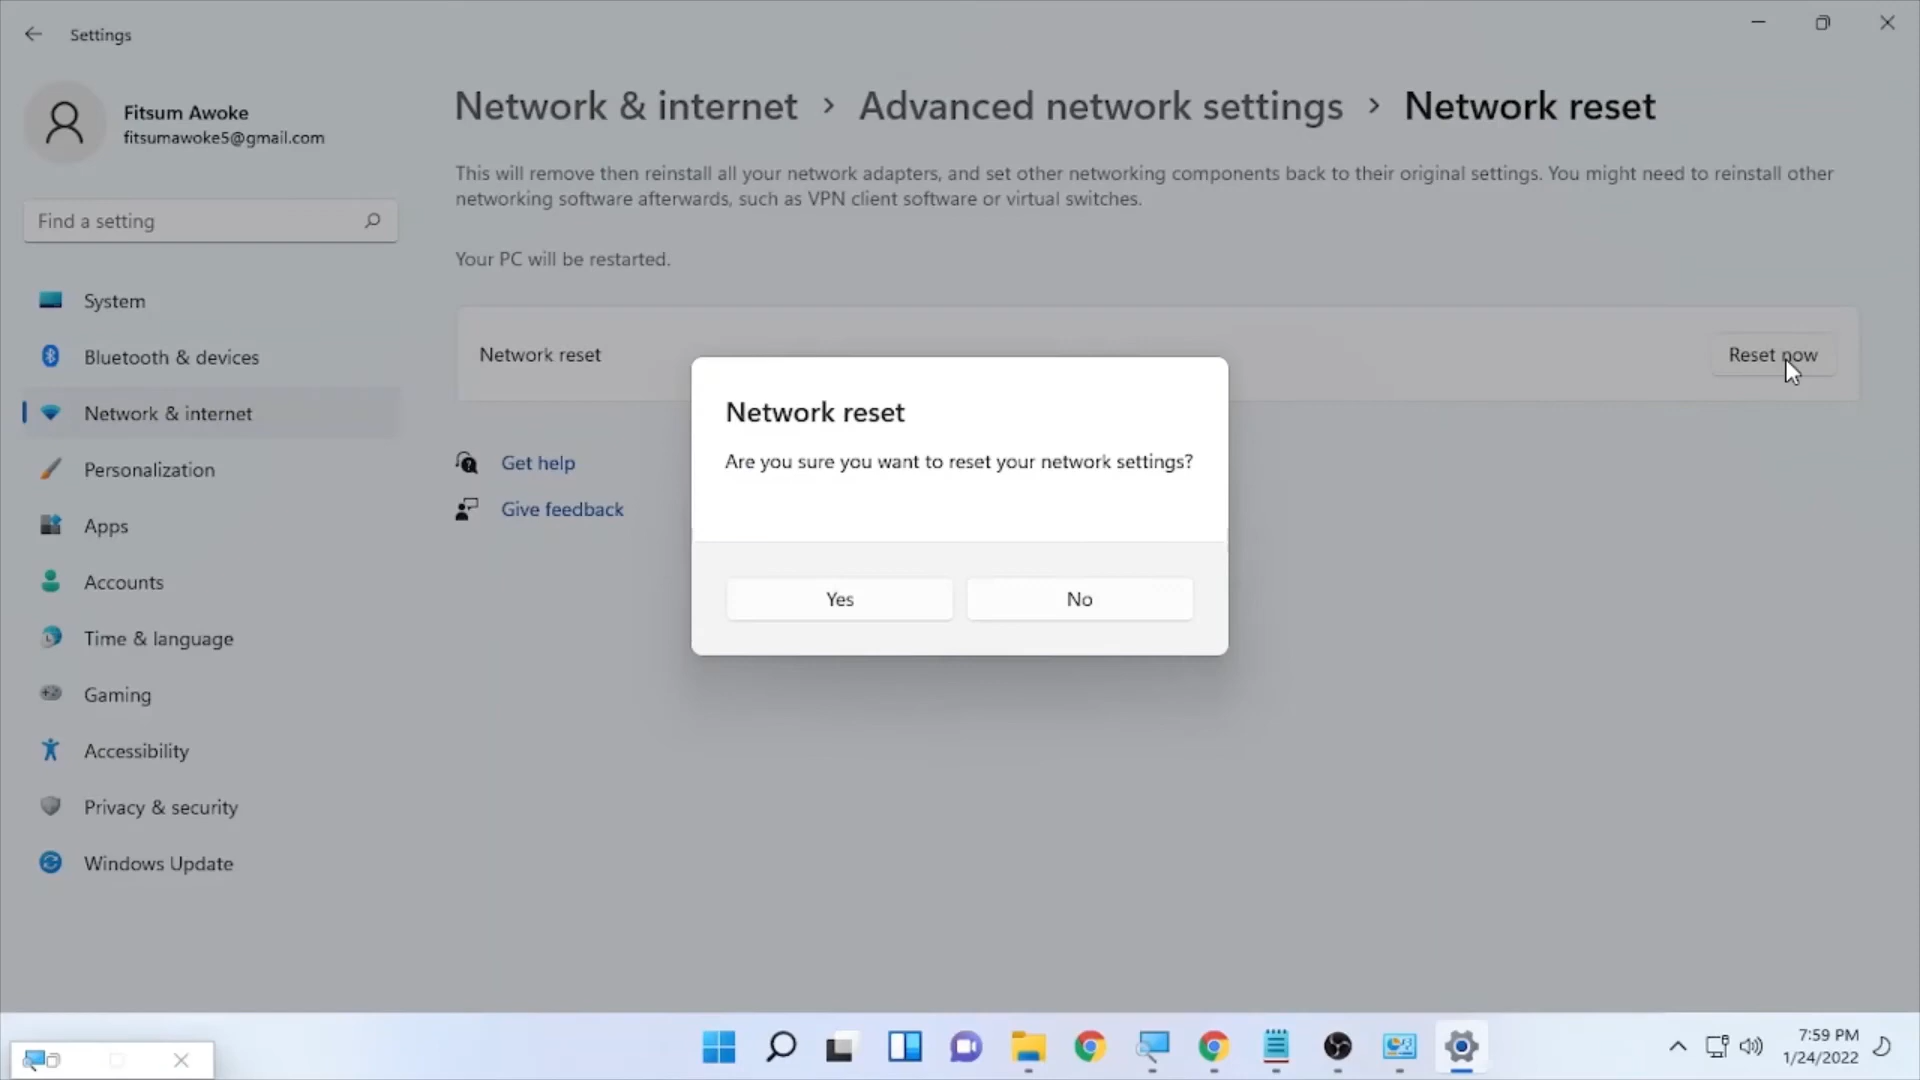 Settings
Fitsum Awoke
fitsumawoke5@gmail.com
Find a setting
System
Bluetooth & devices
Network & internet
Personalization
Apps
Accounts
Time & language
Gaming
Accessibility
Privacy & security
Windows Update
Network & internet > Advanced network settings > Network reset
This will remove then reinstall all your network adapters, and set other networking components back to their original settings. You might need to reinstall other
networking software afterwards, such as VPN client software or virtual switches.
Your PC will be restarted.
Network reset
Reset now
Get help
Give feedback
Network reset
Are you sure you want to reset your network settings?
Yes
No
7:59 PM
1/24/2022